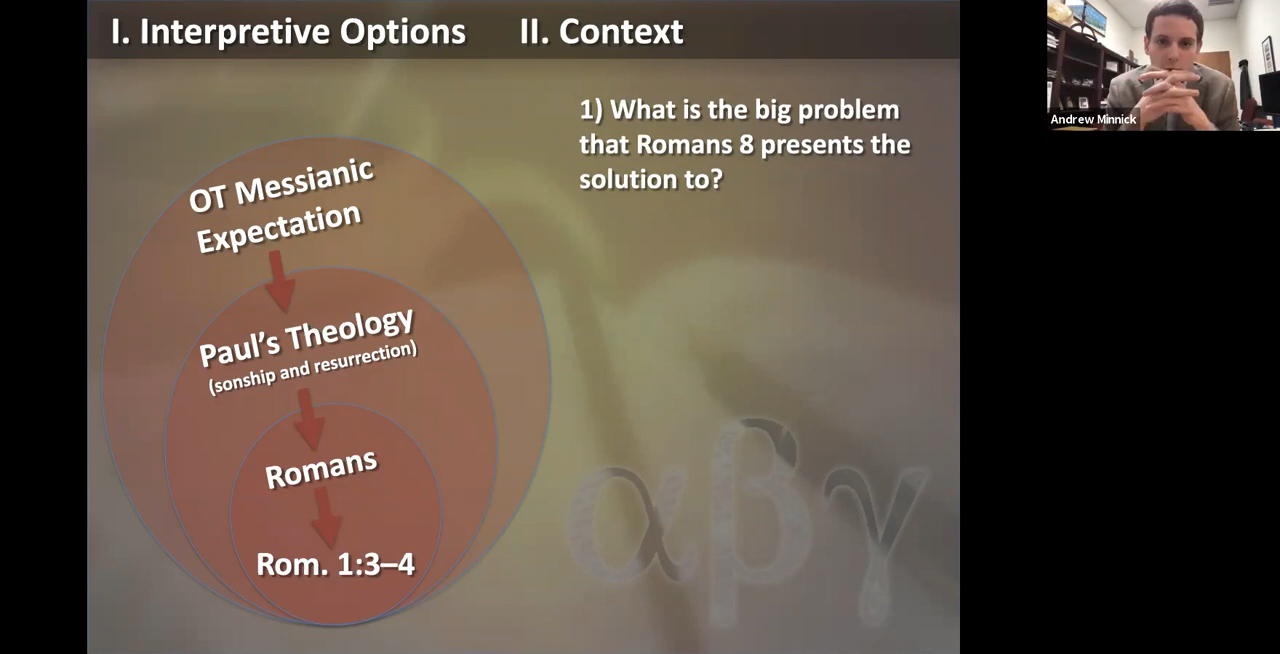 I. Interpretive Options II. Context
1) What is the big problem
that Romans 8 presents the
solution to?
OT Messianic
Expectation
Paul's Theology
(sonship and resurrection)
Romans
Rom. 1:3–4
αβγ
Andrew Minnick